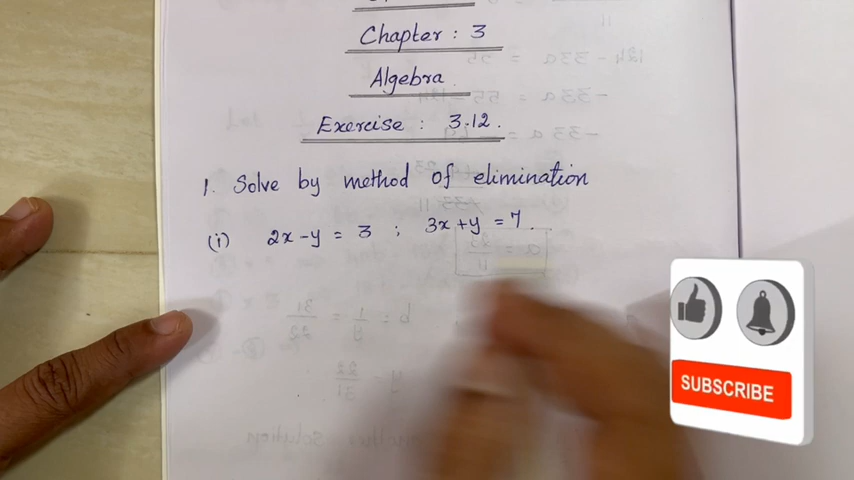 Chapter : 3
Algebra
Exercise : 3.12.
1. Solve by method of elimination
(i) 2x - y = 3 ; 3x + y = 7.
SUBSCRIBE